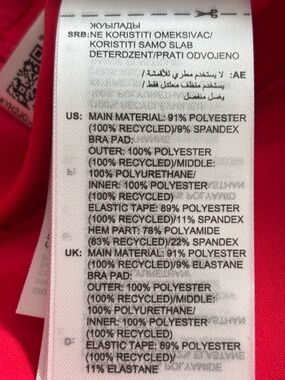 ЖУЫЛАДЫ
SRB: NE KORISTITI OMEKSIVAC/
KORISTITI SAMO SLAB
DETERDZENT/PRATI ODVOJENO
AE: لا يستخدم مطري للأقمشة /
يستخدم منظف معتدل فقط /
يغسل منفصل
US: MAIN MATERIAL: 91% POLYESTER
(100% RECYCLED)/9% SPANDEX
BRA PAD:
OUTER: 100% POLYESTER
(100% RECYCLED)/MIDDLE:
100% POLYURETHANE/
INNER: 100% POLYESTER
(100% RECYCLED)
ELASTIC TAPE: 89% POLYESTER
(100% RECYCLED)/11% SPANDEX
HEM PART: 78% POLYAMIDE
(63% RECYCLED)/22% SPANDEX
UK: MAIN MATERIAL: 91% POLYESTER
(100% RECYCLED)/9% ELASTANE
BRA PAD:
OUTER: 100% POLYESTER
(100% RECYCLED)/MIDDLE:
100% POLYURETHANE/
INNER: 100% POLYESTER
(100% RECYCLED)
ELASTIC TAPE: 89% POLYESTER
(100% RECYCLED)/
11% ELASTANE